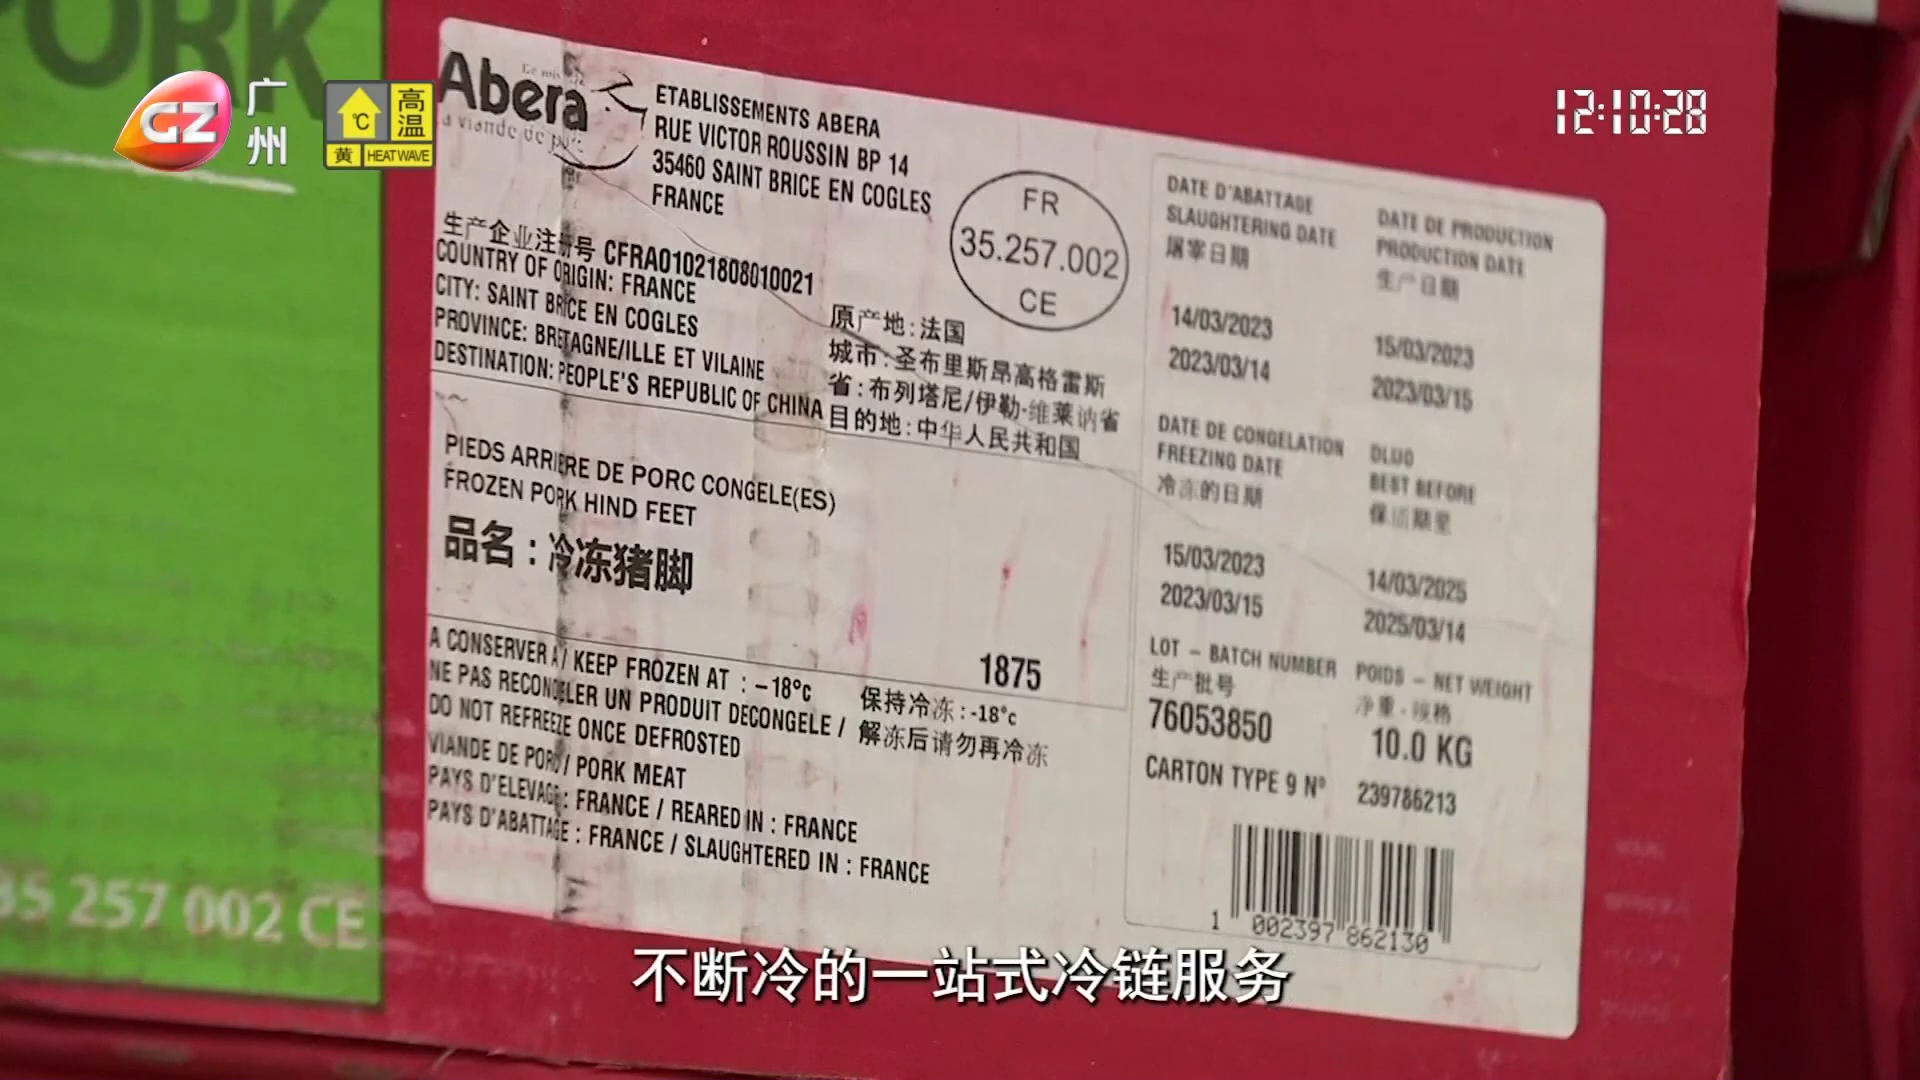 PORK
GZ
广州
℃
高温
黄
HEAT WAVE
12:10:28
Abera
ETABLISSEMENTS ABERA
RUE VICTOR ROUSSIN BP 14
35460 SAINT BRICE EN COGLES
FRANCE
FR
35.257.002
CE
生产企业注册号 CFRA01021808010021
COUNTRY OF ORIGIN: FRANCE
CITY: SAINT BRICE EN COGLES
PROVINCE: BRETAGNE/ILLE ET VILAINE
DESTINATION: PEOPLE'S REPUBLIC OF CHINA
原产地:法国
城市:圣布里斯昂高格雷斯
省:布列塔尼/伊勒-维莱讷省
目的地:中华人民共和国
PIEDS ARRIERE DE PORC CONGELE(ES)
FROZEN PORK HIND FEET
品名:冷冻猪脚
1875
A CONSERVER A/ KEEP FROZEN AT : -18°c
NE PAS RECONGELER UN PRODUIT DECONGELE /
DO NOT REFREEZE ONCE DEFROSTED
保持冷冻:-18°c
解冻后请勿再冷冻
VIANDE DE PORC/ PORK MEAT
PAYS D'ELEVAGE: FRANCE / REARED IN : FRANCE
PAYS D'ABATTAGE : FRANCE / SLAUGHTERED IN : FRANCE
DATE D'ABATTAGE
SLAUGHTERING DATE
屠宰日期
14/03/2023
2023/03/14
DATE DE PRODUCTION
PRODUCTION DATE
生产日期
15/03/2023
2023/03/15
DATE DE CONGELATION
FREEZING DATE
冷冻的日期
15/03/2023
2023/03/15
DLUO
BEST BEFORE
14/03/2025
2025/03/14
LOT - BATCH NUMBER
生产批号
76053850
POIDS - NET WEIGHT
净重-规格
10.0 KG
CARTON TYPE 9 N° 239786213
1 002397 862130
35 257 002 CE
不断冷的一站式冷链服务